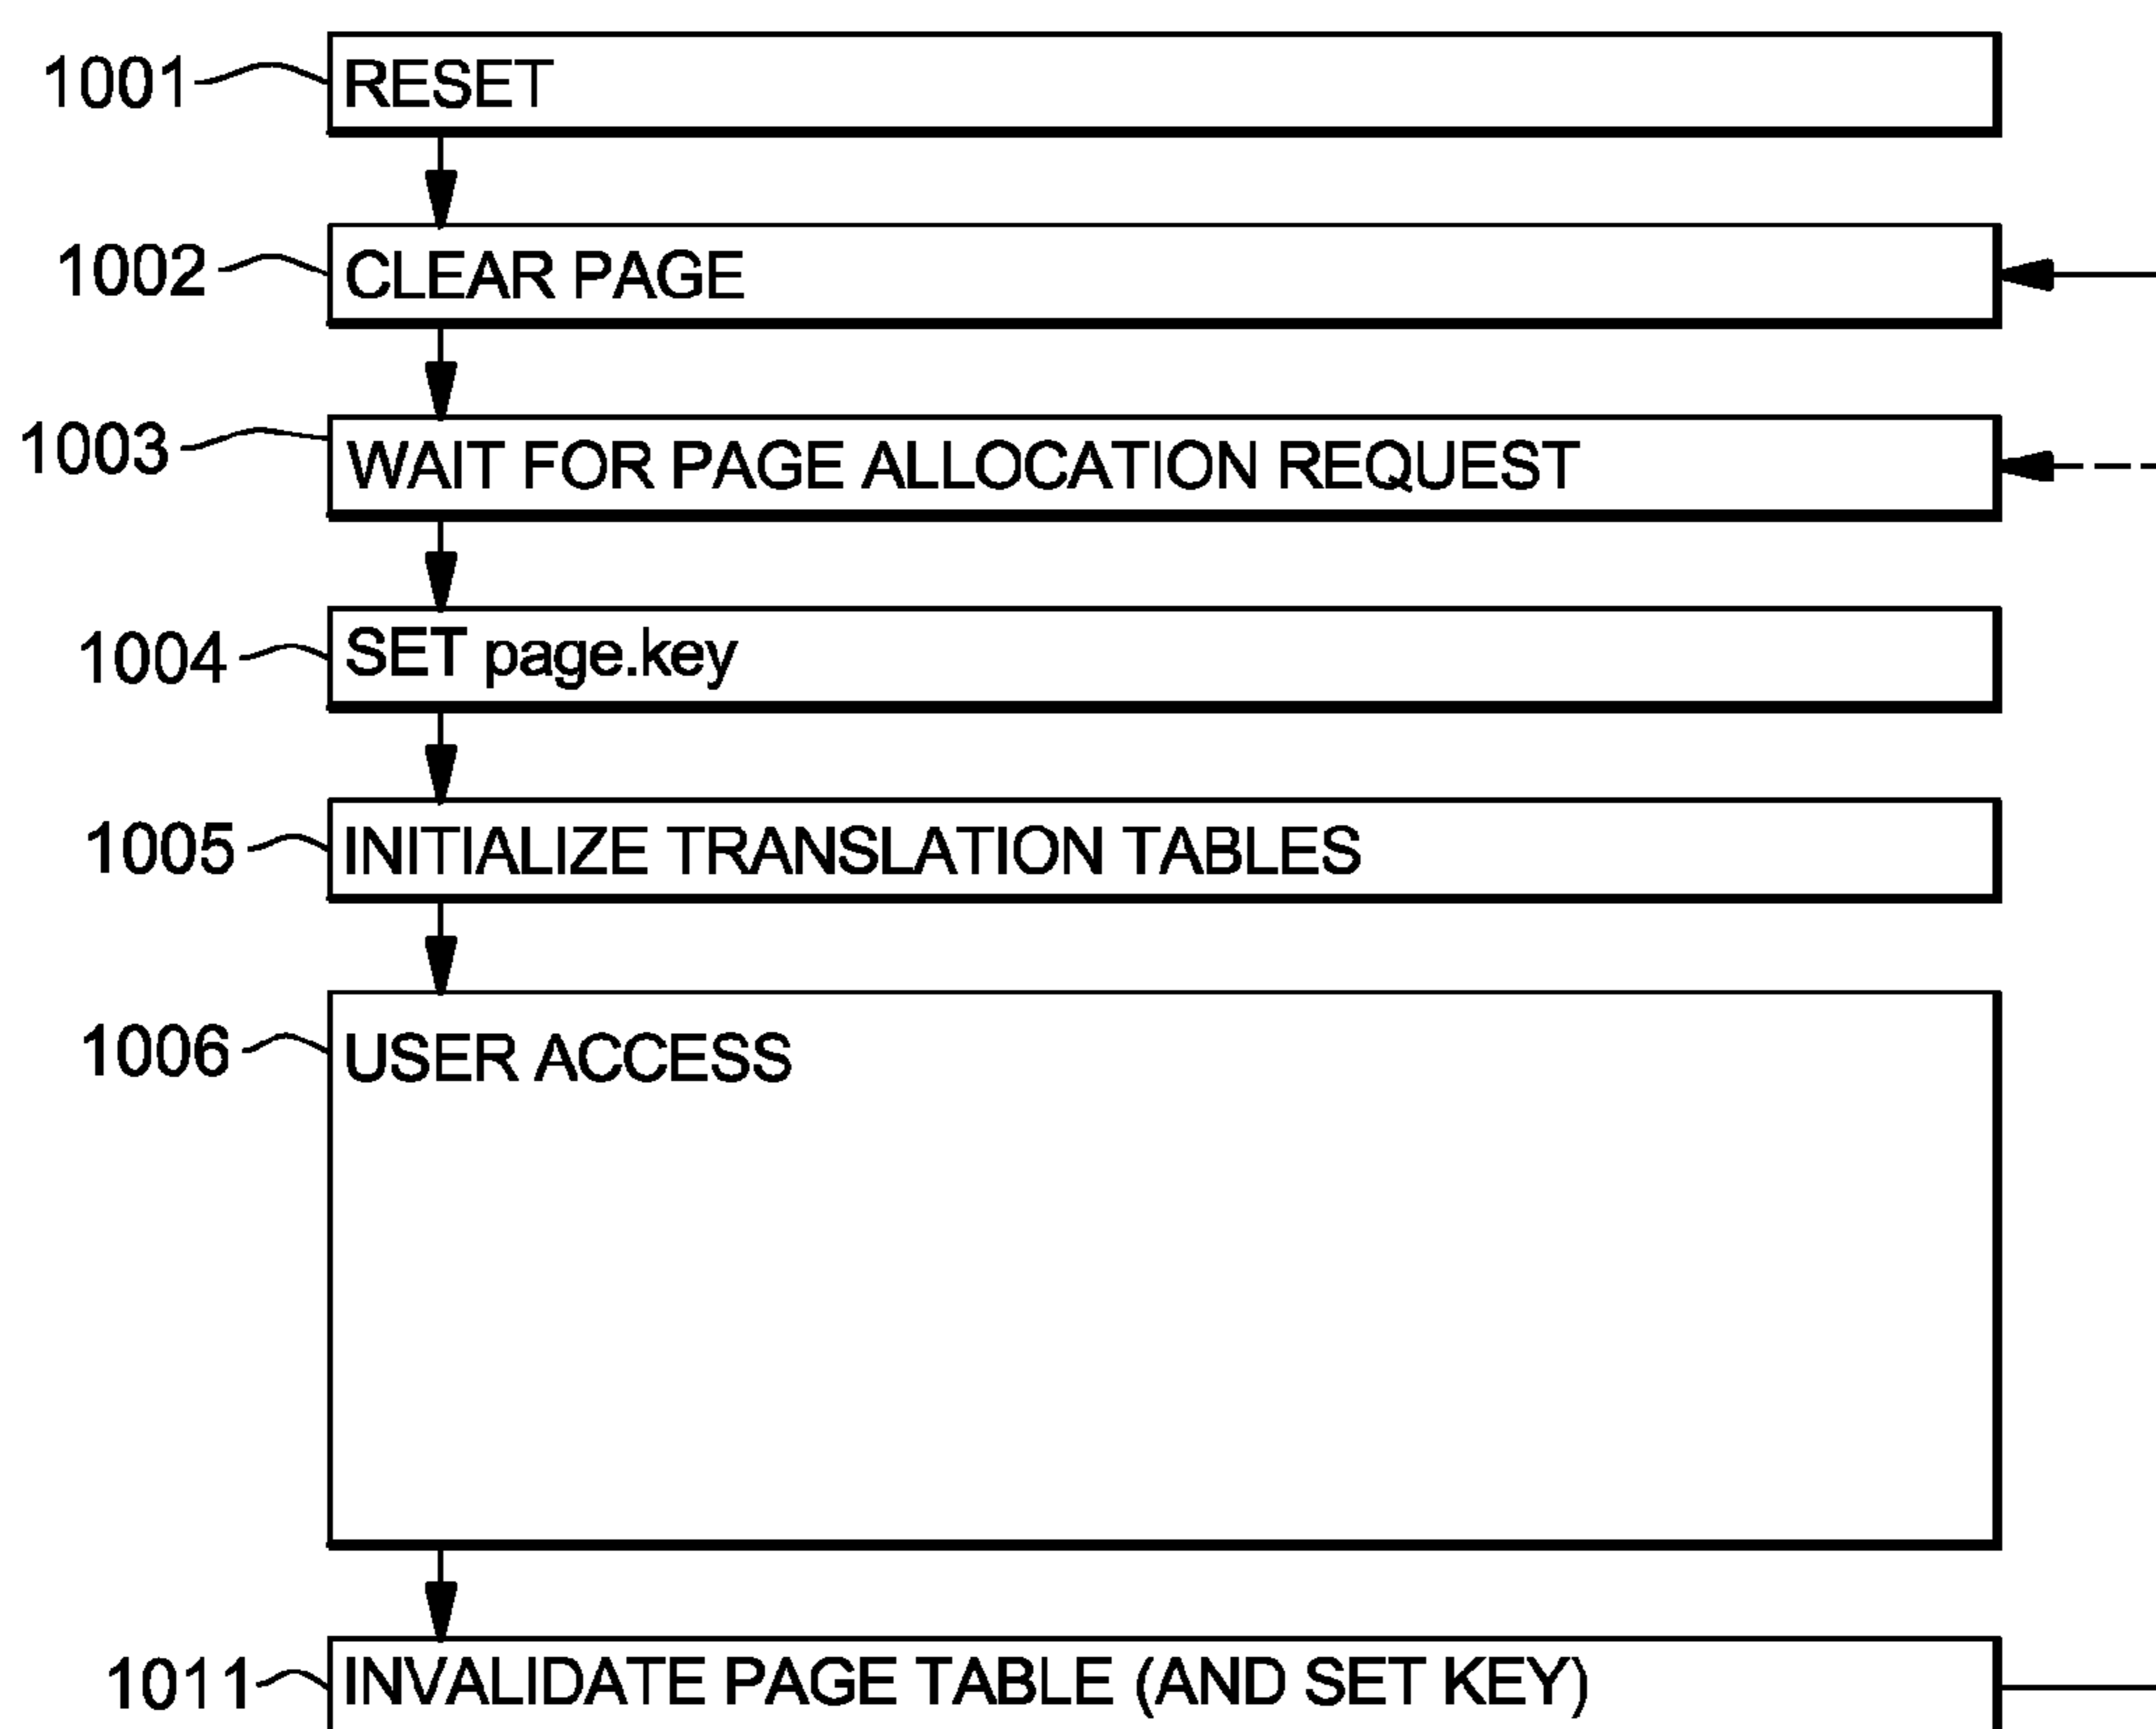 1001 RESET
1002 CLEAR PAGE
1003 WAIT FOR PAGE ALLOCATION REQUEST
1004 SET page.key
1005 INITIALIZE TRANSLATION TABLES
1006 USER ACCESS
1011 INVALIDATE PAGE TABLE (AND SET KEY)